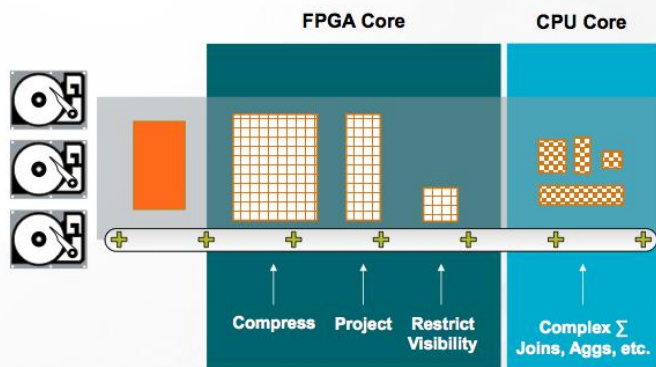 FPGA Core
CPU Core
Compress
Project
Restrict
Visibility
Complex ∑
Joins, Aggs, etc.